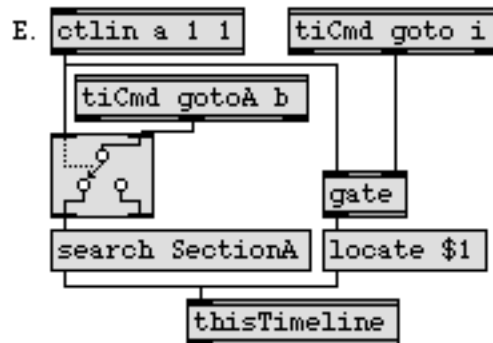 E. ctlin a 1 1
tiCmd goto i
tiCmd gotoA b
gate
search SectionA
locate $1
thisTimeline